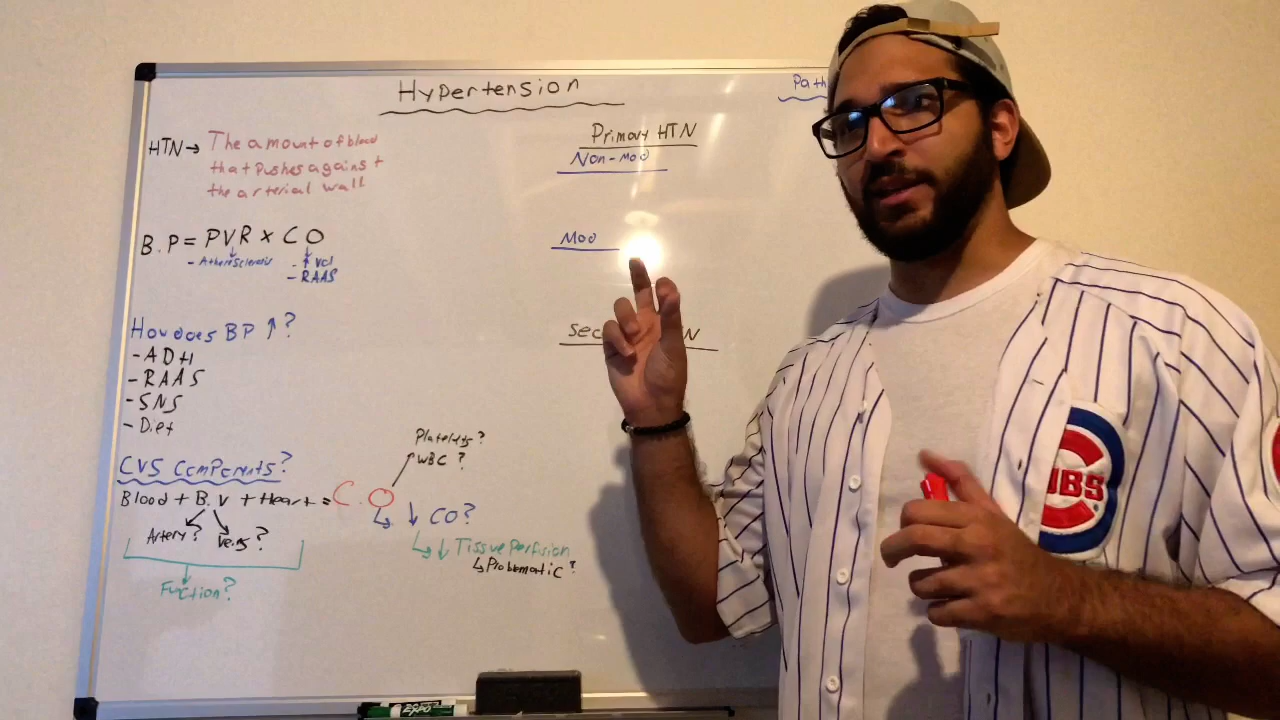 Hypertension
HTN → The amount of blood
that pushes against
the arterial wall
B.P = PVR x CO
- Atherosclerosis
- ↑ Vol
- RAAS
How does BP ↑ ?
- ADH
- RAAS
- SNS
- Diet
CVS Components?
Blood + B.V + Heart = C.O
Artery? Veins?
Function?
Platelets?
WBC ?
↳ ↓ CO?
↳ ↓ Tissue Perfusion
↳ Problematic ?
Primary HTN
Non-Mod
Mod
Sec
N
Path
UBS
EXPO